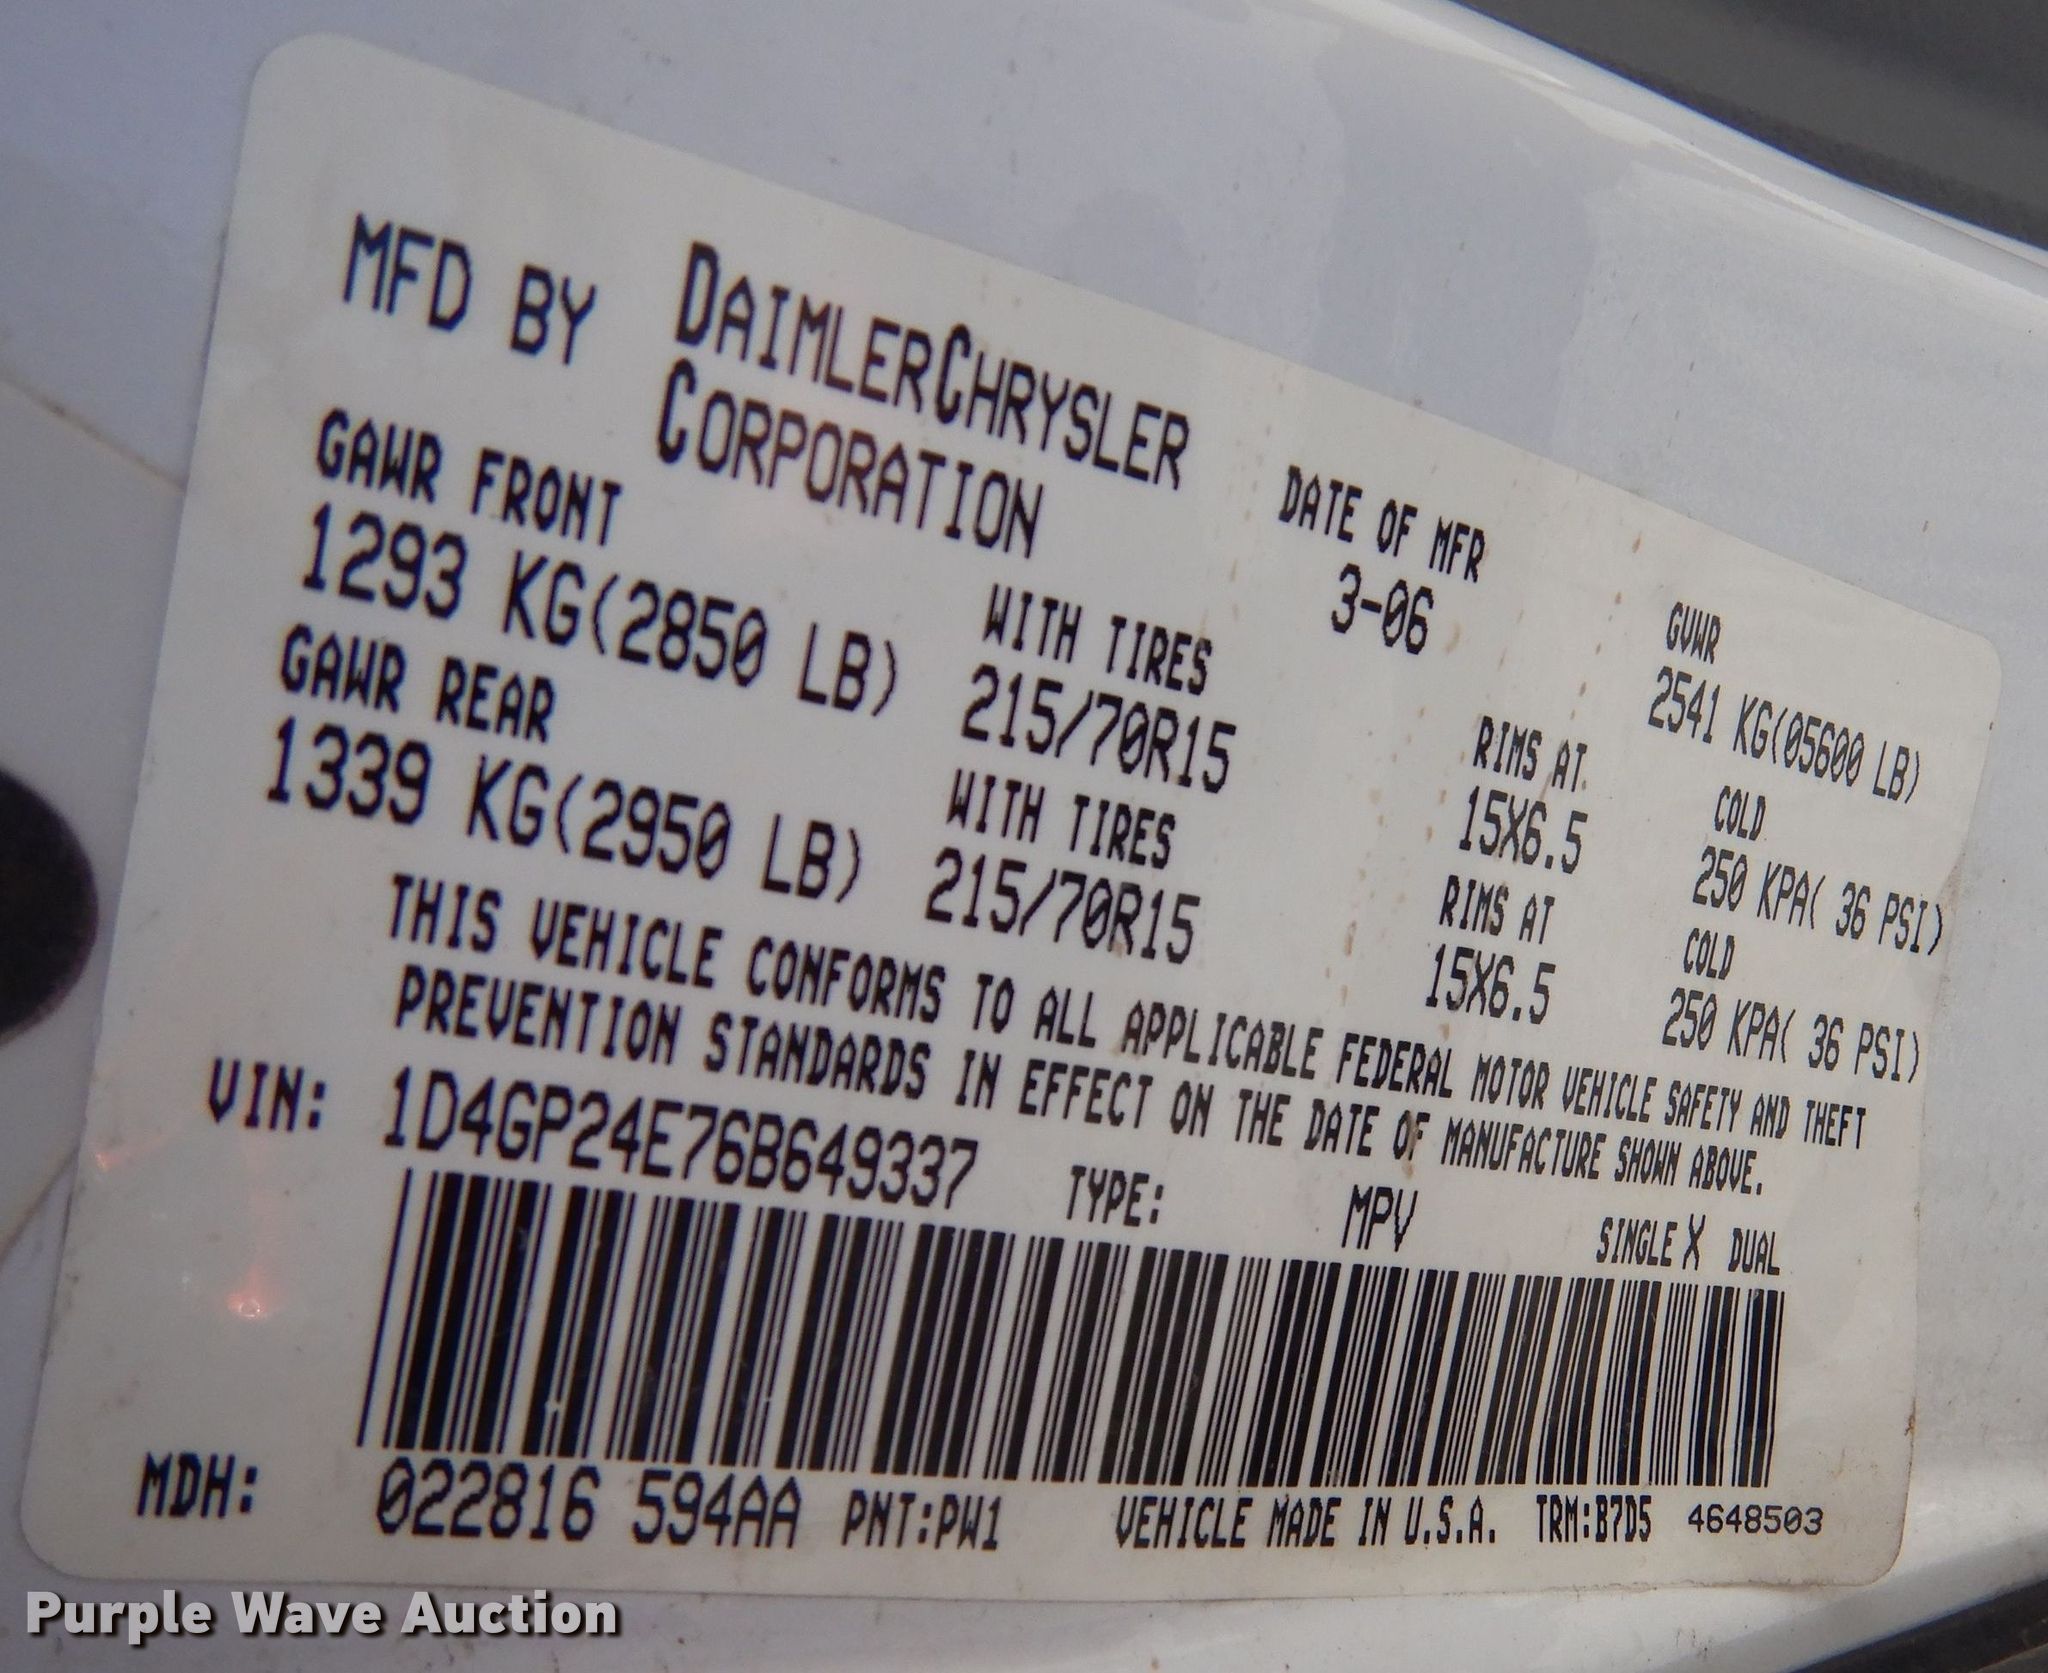 MFD BY DAIMLERCHRYSLER
CORPORATION
DATE OF MFR
3-06
GVWR
2541 KG(05600 LB)
GAWR FRONT
1293 KG(2850 LB)
WITH TIRES
215/70R15
RIMS AT
15X6.5
COLD
250 KPA( 36 PSI)
GAWR REAR
1339 KG(2950 LB)
WITH TIRES
215/70R15
RIMS AT
15X6.5
COLD
250 KPA( 36 PSI)
THIS VEHICLE CONFORMS TO ALL APPLICABLE FEDERAL MOTOR VEHICLE SAFETY AND THEFT
PREVENTION STANDARDS IN EFFECT ON THE DATE OF MANUFACTURE SHOWN ABOVE.
VIN: 1D4GP24E76B649337 TYPE: MPV SINGLE X DUAL
MDH: 022816 594AA PNT:PW1 VEHICLE MADE IN U.S.A. TRM:B7D5 4648503
Purple Wave Auction